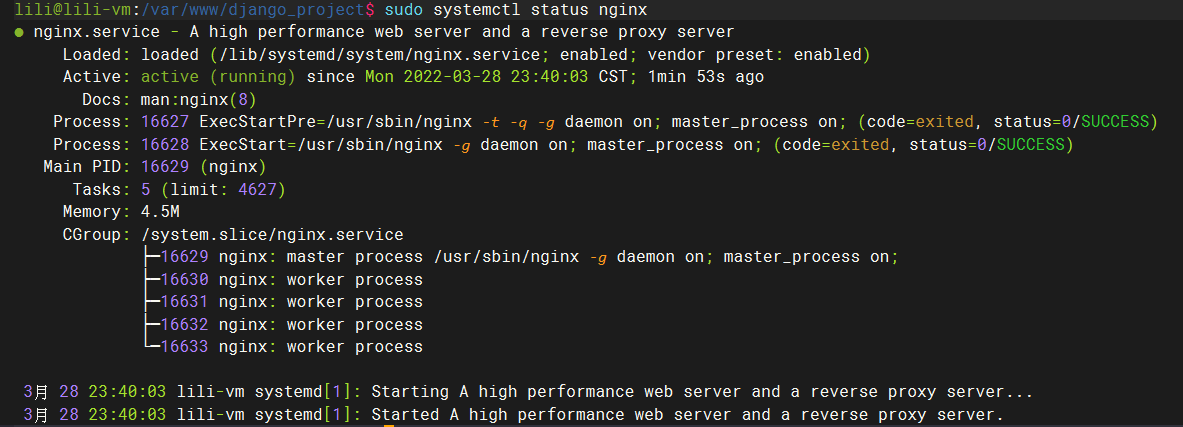 lili@lili-vm:/var/www/django_project$ sudo systemctl status nginx
● nginx.service - A high performance web server and a reverse proxy server
Loaded: loaded (/lib/systemd/system/nginx.service; enabled; vendor preset: enabled)
Active: active (running) since Mon 2022-03-28 23:40:03 CST; 1min 53s ago
Docs: man:nginx(8)
Process: 16627 ExecStartPre=/usr/sbin/nginx -t -q -g daemon on; master_process on; (code=exited, status=0/SUCCESS)
Process: 16628 ExecStart=/usr/sbin/nginx -g daemon on; master_process on; (code=exited, status=0/SUCCESS)
Main PID: 16629 (nginx)
Tasks: 5 (limit: 4627)
Memory: 4.5M
CGroup: /system.slice/nginx.service
├─16629 nginx: master process /usr/sbin/nginx -g daemon on; master_process on;
├─16630 nginx: worker process
├─16631 nginx: worker process
├─16632 nginx: worker process
└─16633 nginx: worker process
3月 28 23:40:03 lili-vm systemd[1]: Starting A high performance web server and a reverse proxy server...
3月 28 23:40:03 lili-vm systemd[1]: Started A high performance web server and a reverse proxy server.